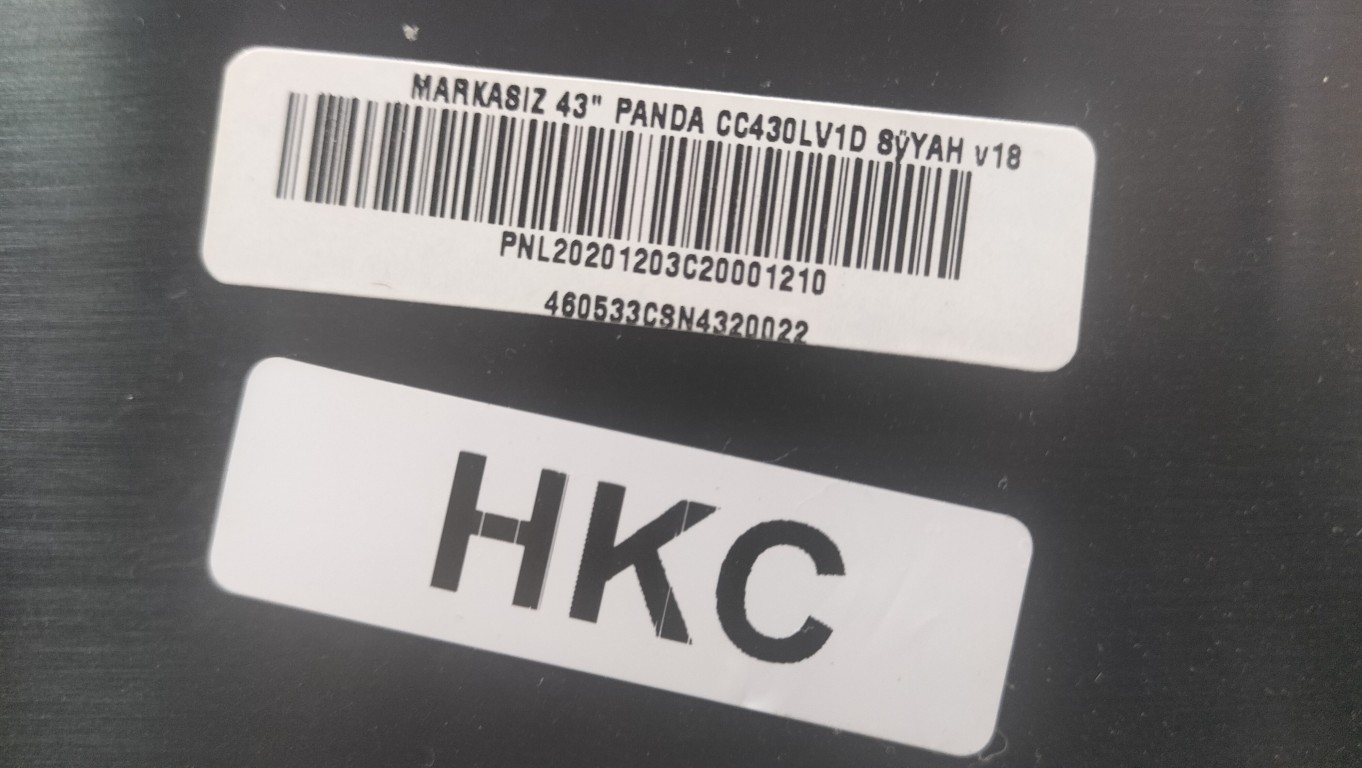 MARKASIZ 43" PANDA CC430LV1D SÿYAH v18
PNL20201203C20001210
460533CSN4320022
HKC